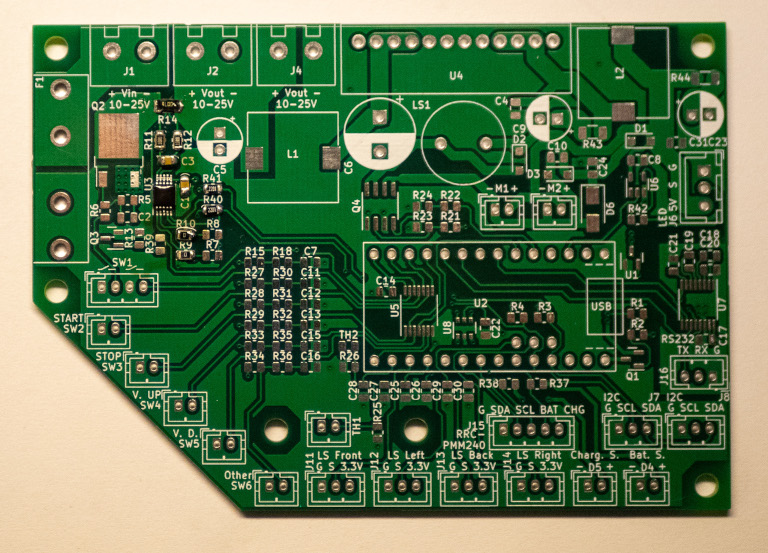 F1
J1
J2
J4
U4
L2
R44
+ Vin -
10-25V
+ Vout -
10-25V
+ Vout -
10-25V
Q2
R14
R11
R12
C3
C5
L1
C6
LS1
C4
C9
D2
C10
D3
R43
C24
D1
C31
C23
C8
U6
G
S
5V
LED
U3
C1
R41
R40
Q4
R24
R22
R23
R21
-M1+
-M2+
D6
R42
R5
R6
C2
R13
Q3
R39
R10
R9
R8
R7
SW1
R15
R18
C7
R27
R30
C11
R28
R31
C12
R29
R32
C13
R33
R35
C15
R34
R36
C16
TH2
R26
C14
U5
U2
U8
C22
R4
R3
USB
U1
R1
R2
Q1
C21
C19
C18
C20
U7
C17
RS232
TX RX G
J16
START
SW2
STOP
SW3
V. UP
SW4
V. D.
SW5
Other
SW6
C28
C27
C25
C26
C29
C30
R38
R37
R25
TH1
G SDA SCL BAT CHG
J15
RRC-
PMM240
I2C
J7
G SCL SDA
I2C
J8
G SCL SDA
J11
LS Front
G S 3.3V
J12
LS Left
G S 3.3V
J13
LS Back
G S 3.3V
J14
LS Right
G S 3.3V
Charg. S.
- D5 +
Bat. S.
- D4 +